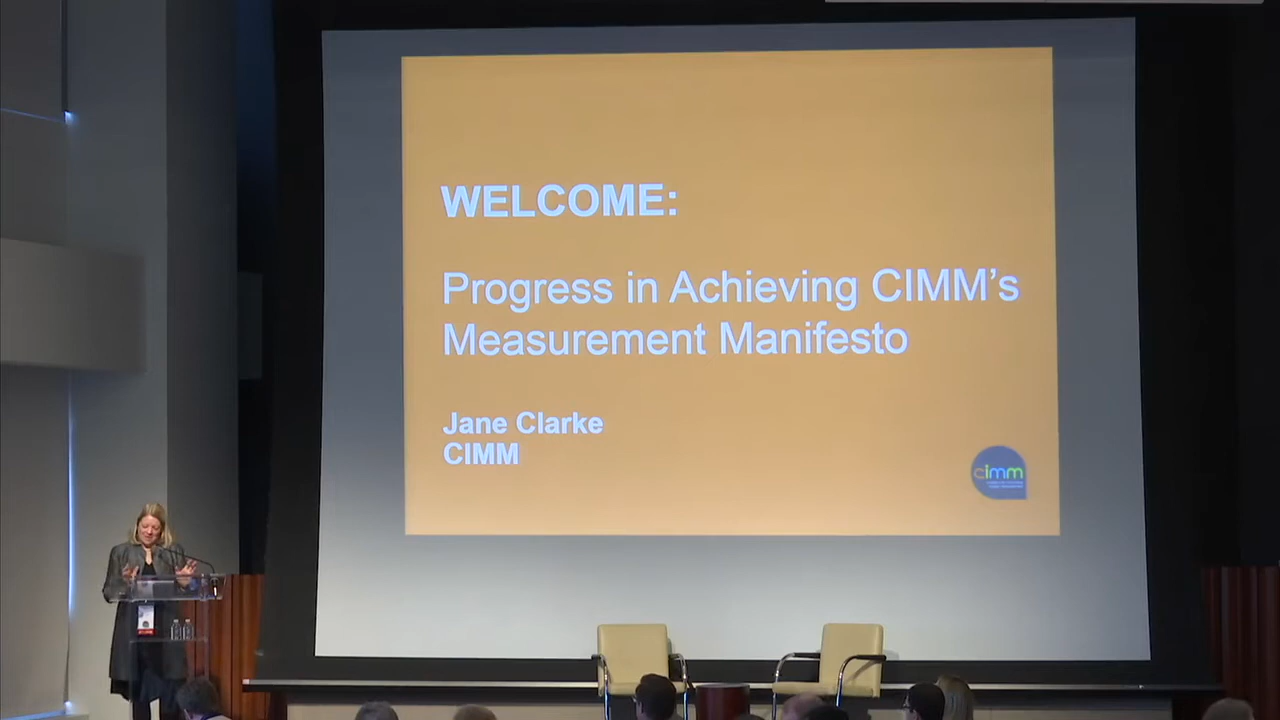 WELCOME:
Progress in Achieving CIMM’s
Measurement Manifesto
Jane Clarke
CIMM
cimm